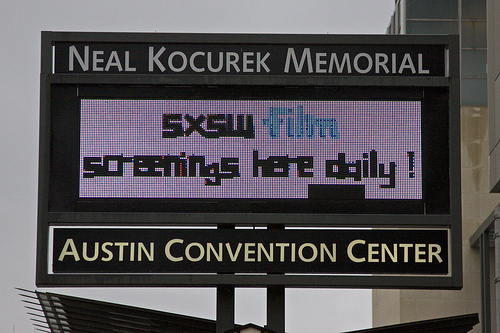 NEAL KOCUREK MEMORIAL
sxsw film
screenings here daily !
AUSTIN CONVENTION CENTER